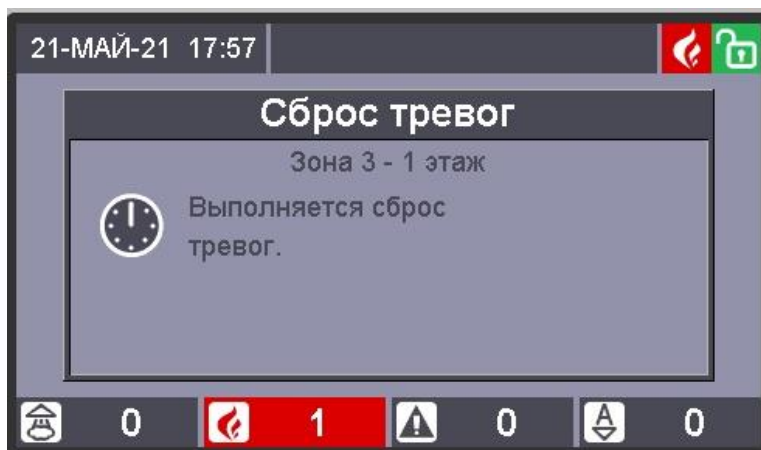 21-МАЙ-21 17:57
Сброс тревог
Зона 3 - 1 этаж
Выполняется сброс
тревог.
0 1 0 A 0